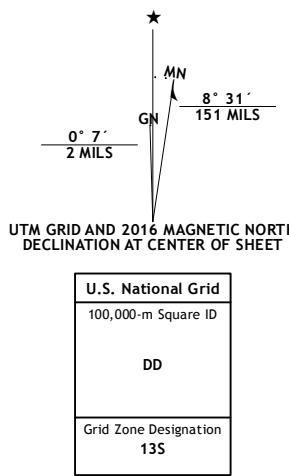 MN
GN
8° 31´
151 MILS
0° 7´
2 MILS
UTM GRID AND 2016 MAGNETIC NORTH
DECLINATION AT CENTER OF SHEET
U.S. National Grid
100,000-m Square ID
DD
Grid Zone Designation
13S